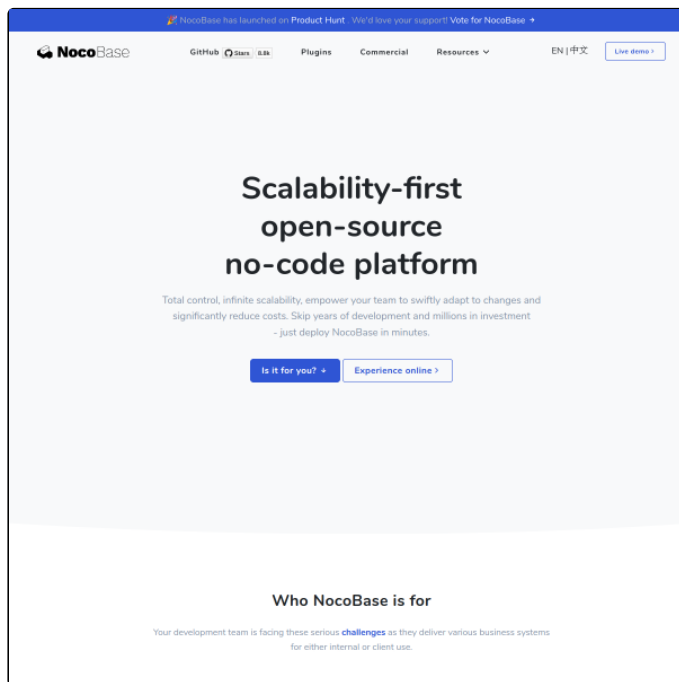 🎉 NocoBase has launched on Product Hunt . We'd love your support! Vote for NocoBase →
NocoBase
GitHub Stars 8.8k Plugins Commercial Resources EN | 中文 Live demo >
Scalability-first
open-source
no-code platform
Total control, infinite scalability, empower your team to swiftly adapt to changes and
significantly reduce costs. Skip years of development and millions in investment
- just deploy NocoBase in minutes.
Is it for you? ↓ Experience online >
Who NocoBase is for
Your development team is facing these serious challenges as they deliver various business systems
for either internal or client use.